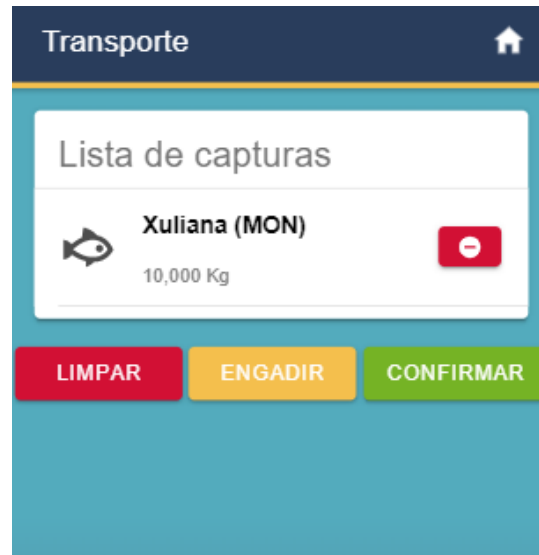 Transporte
Lista de capturas
Xuliana (MON)
10,000 Kg
LIMPAR
ENGADIR
CONFIRMAR